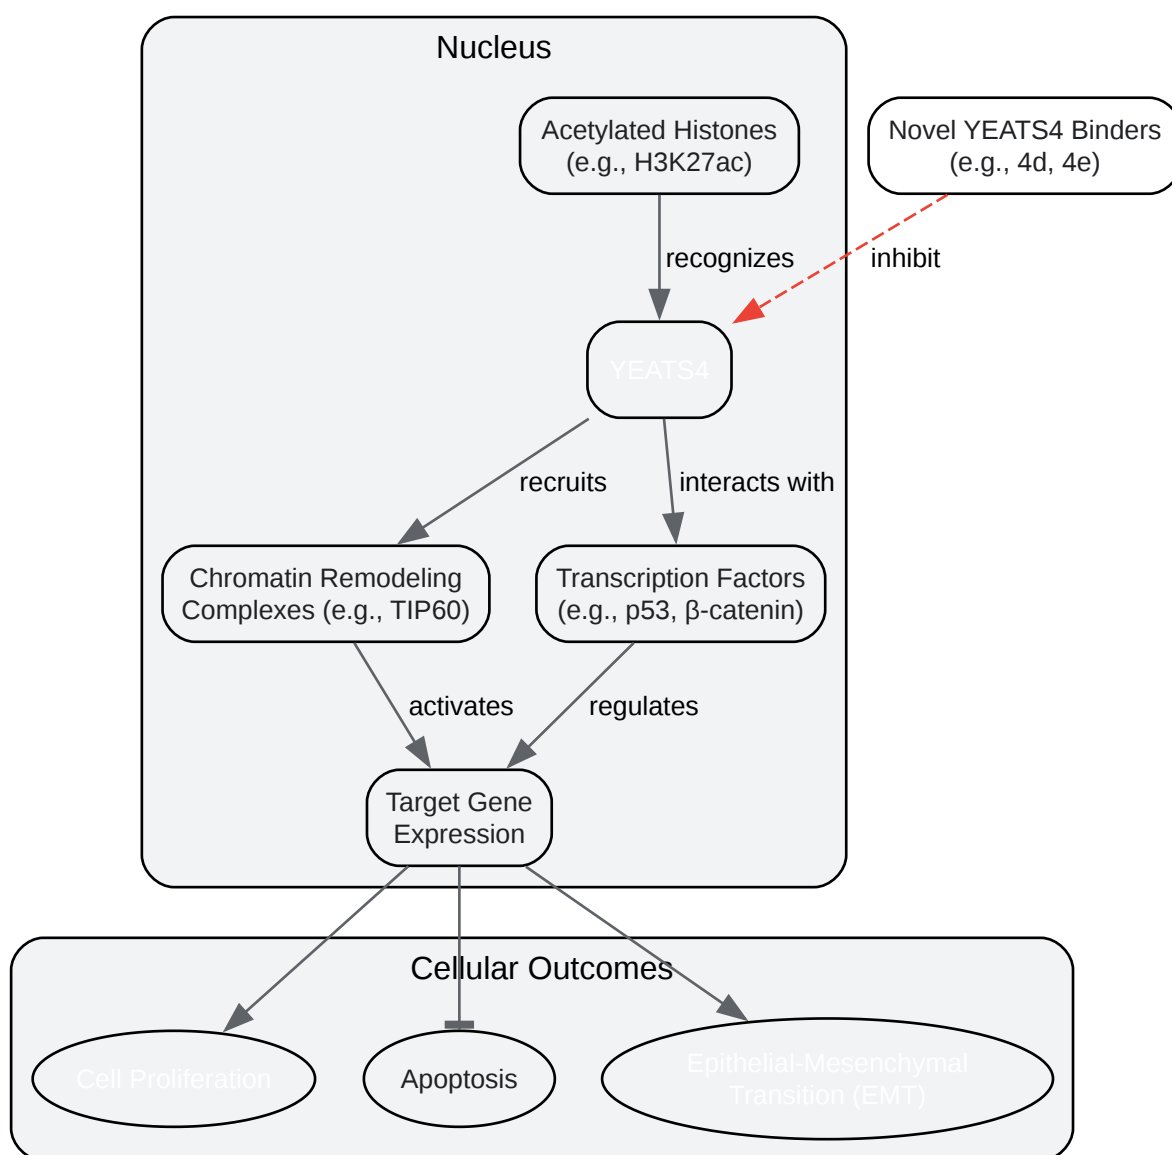 Nucleus
Acetylated Histones
(e.g., H3K27ac)
Novel YEATS4 Binders
(e.g., 4d, 4e)
recognizes
inhibit
YEATS4
recruits
interacts with
Chromatin Remodeling
Complexes (e.g., TIP60)
Transcription Factors
(e.g., p53, β-catenin)
activates
regulates
Target Gene
Expression
Cellular Outcomes
Cell Proliferation
Apoptosis
Epithelial-Mesenchymal
Transition (EMT)